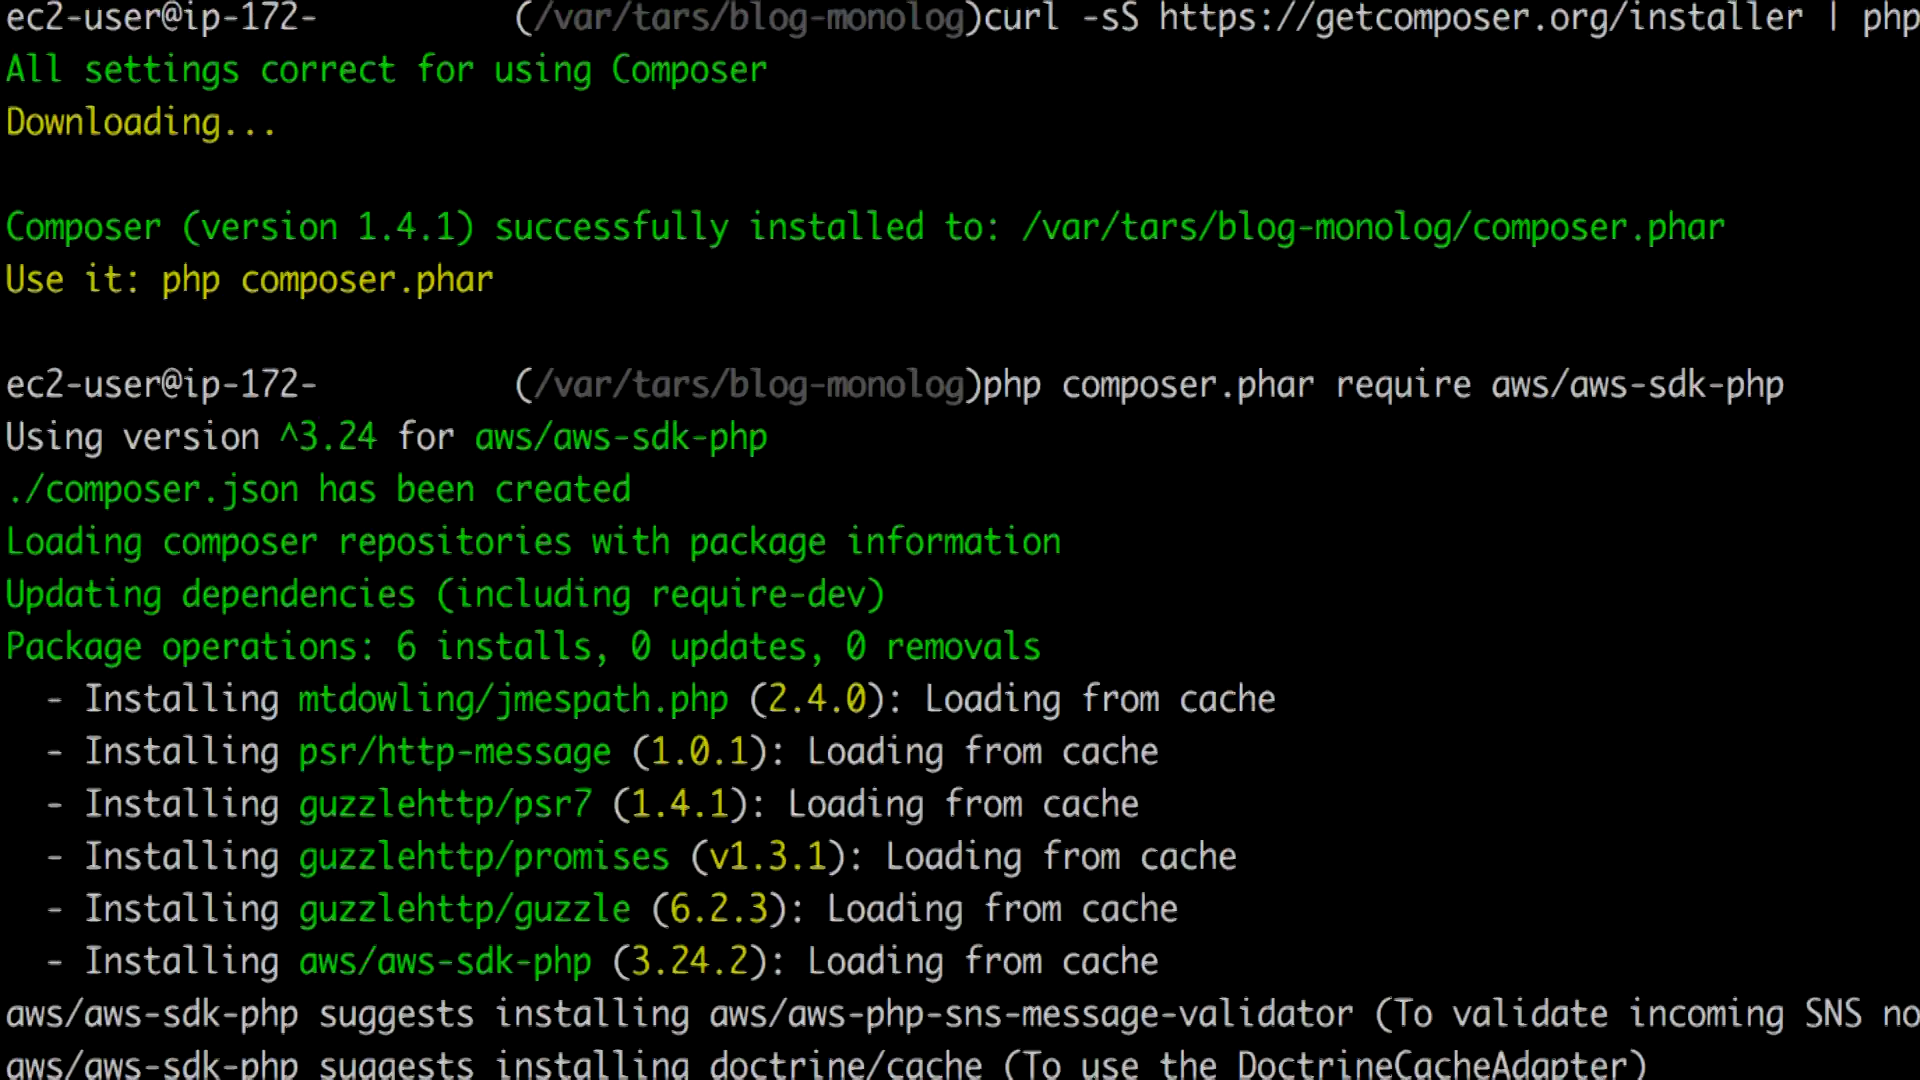 ec2-user@ip-172- (/var/tars/blog-monolog)curl -sS https://getcomposer.org/installer | php
All settings correct for using Composer
Downloading...
Composer (version 1.4.1) successfully installed to: /var/tars/blog-monolog/composer.phar
Use it: php composer.phar
ec2-user@ip-172- (/var/tars/blog-monolog)php composer.phar require aws/aws-sdk-php
Using version ^3.24 for aws/aws-sdk-php
./composer.json has been created
Loading composer repositories with package information
Updating dependencies (including require-dev)
Package operations: 6 installs, 0 updates, 0 removals
- Installing mtdowling/jmespath.php (2.4.0): Loading from cache
- Installing psr/http-message (1.0.1): Loading from cache
- Installing guzzlehttp/psr7 (1.4.1): Loading from cache
- Installing guzzlehttp/promises (v1.3.1): Loading from cache
- Installing guzzlehttp/guzzle (6.2.3): Loading from cache
- Installing aws/aws-sdk-php (3.24.2): Loading from cache
aws/aws-sdk-php suggests installing aws/aws-php-sns-message-validator (To validate incoming SNS no
aws/aws-sdk-php suggests installing doctrine/cache (To use the DoctrineCacheAdapter)